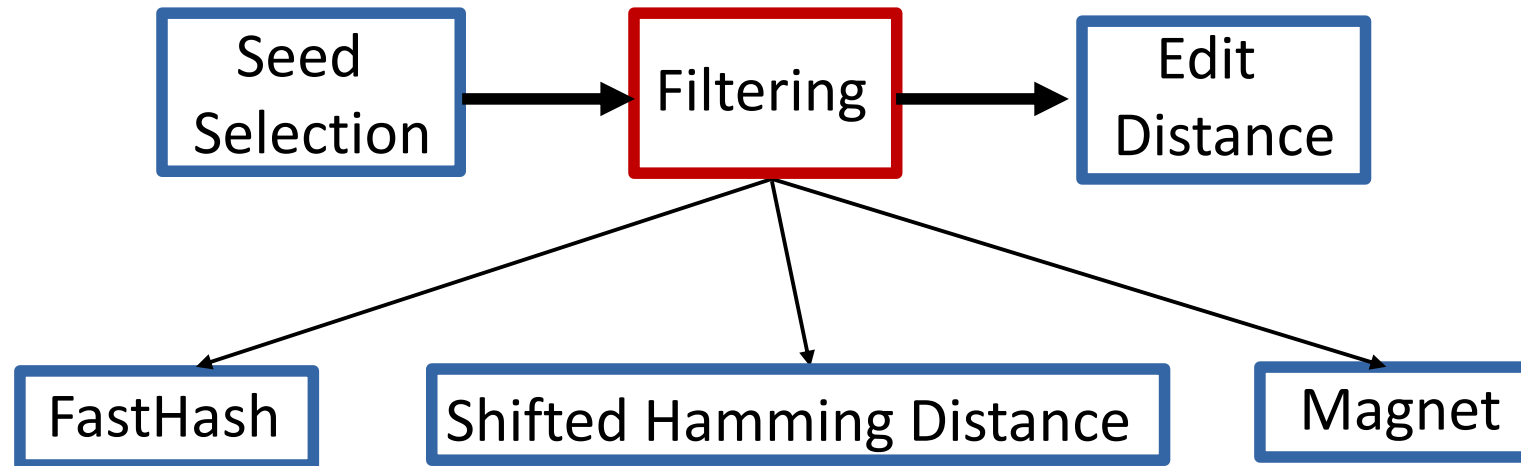 Seed
Selection
Filtering
Edit
Distance
FastHash
Shifted Hamming Distance
Magnet